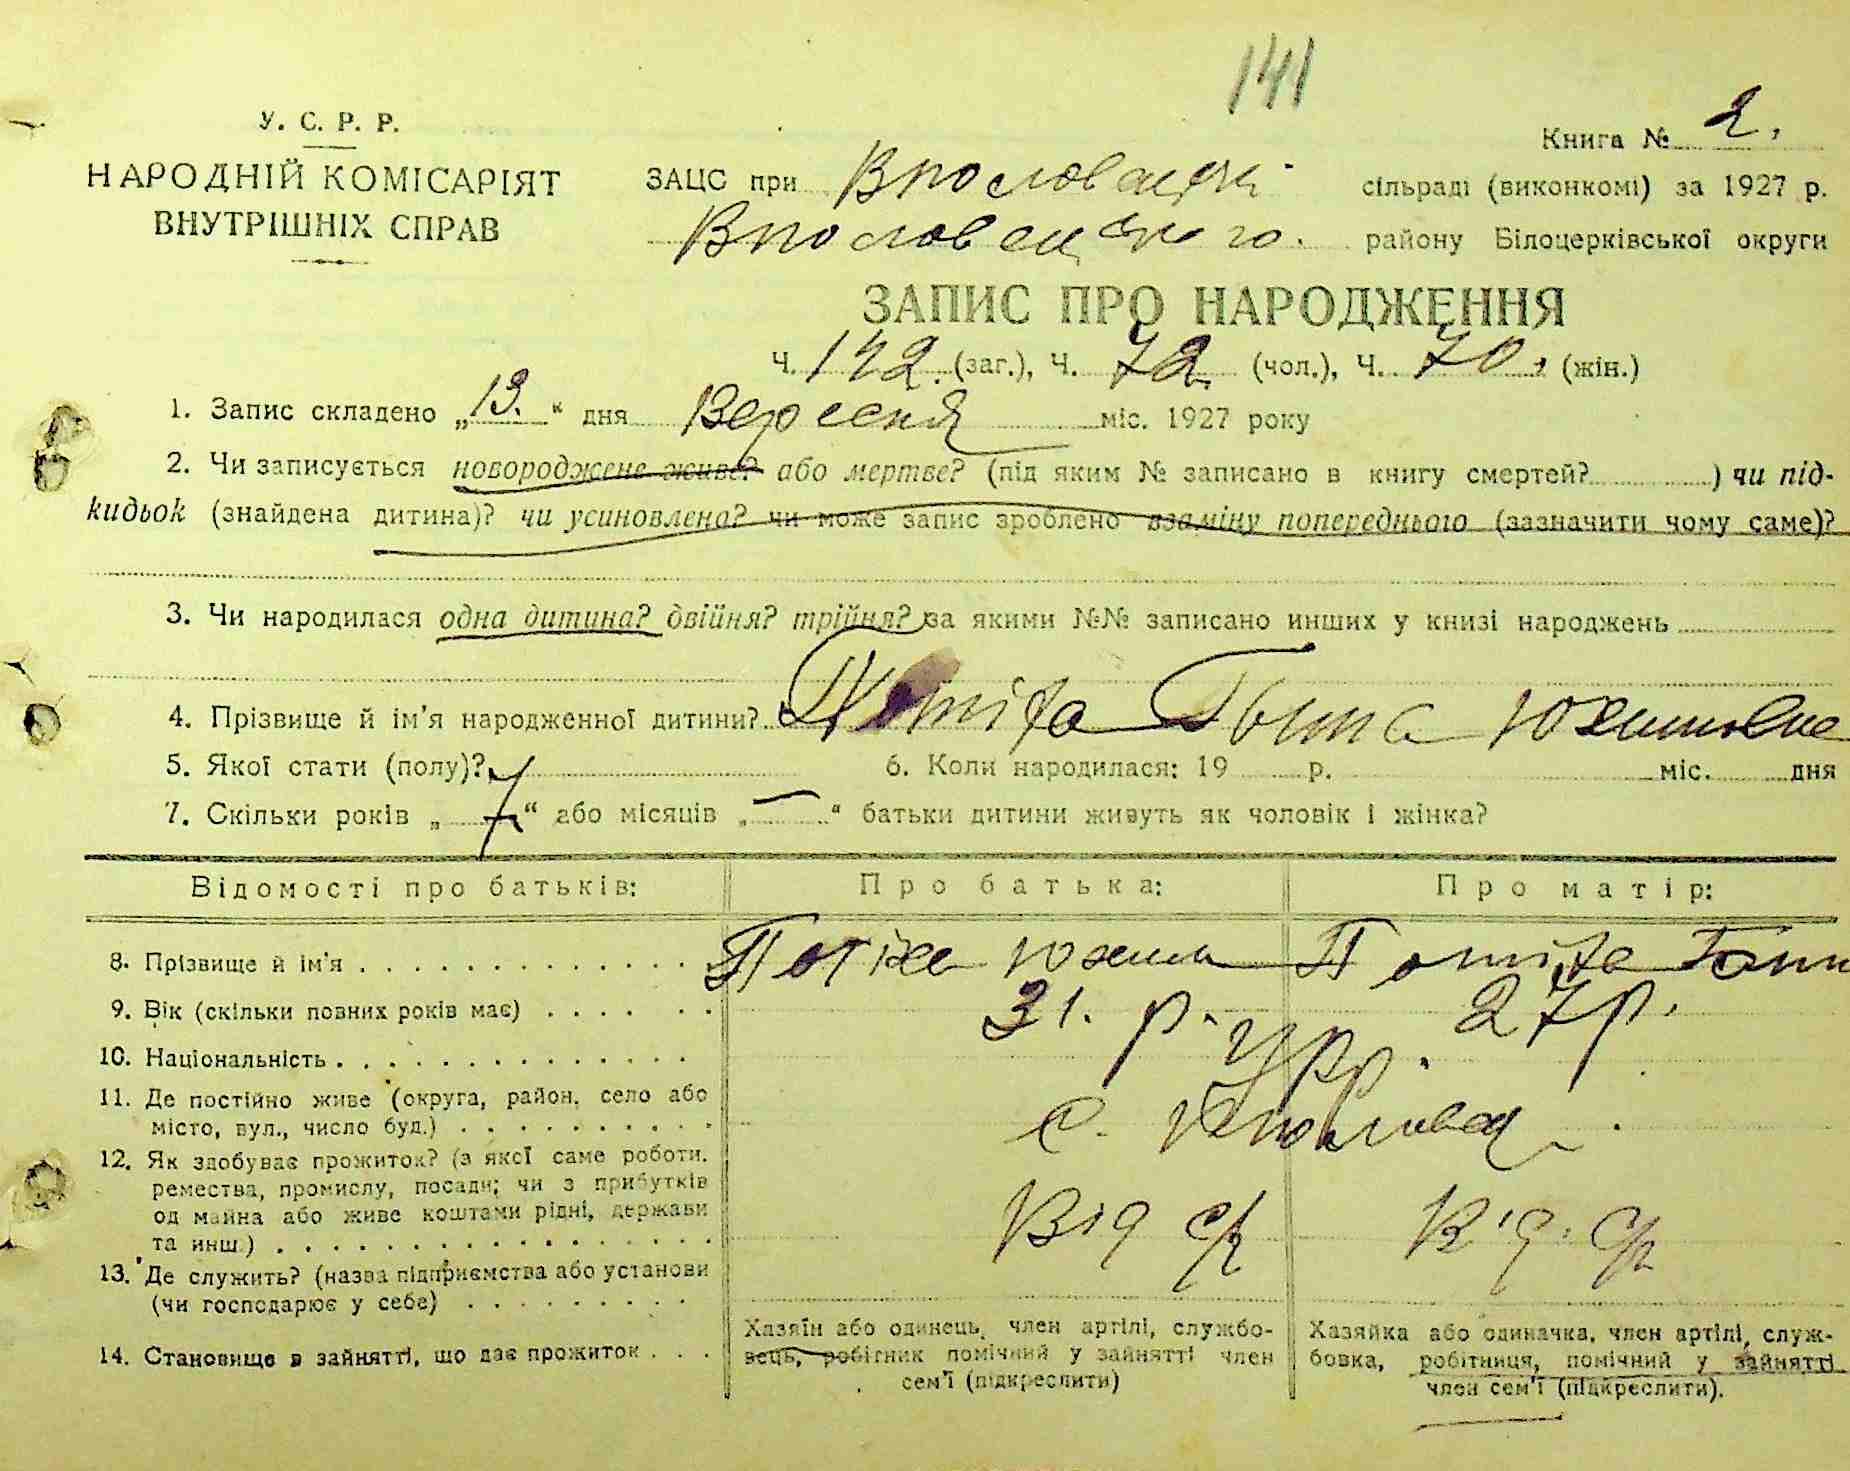 141
У. С. Р. Р.
НАРОДНІЙ КОМІСАРІЯТ
ВНУТРІШНІХ СПРАВ
Книга № 2.
ЗАЦС при сільраді (виконкомі) за 1927 р.
району Білоцерківської округи
ЗАПИС ПРО НАРОДЖЕННЯ
Ч. 142. (заг.), Ч. 72. (чол.), Ч. 70. (жін.)
1. Запис складено „13.“ дня Вересня міс. 1927 року
2. Чи записується новороджене живе? або мертве? (під яким № записано в книгу смертей? ) чи під-
кидьок (знайдена дитина)? чи усиновлена? чи може запис зроблено взаміну попереднього (зазначити чому саме)?
3. Чи народилася одна дитина? двійня? трійня? за якими №№ записано инших у книзі народжень
4. Прізвище й ім'я народженної дитини? Потіха
5. Якої стати (полу)? 6. Коли народилася: 19 р. міс. дня
7. Скільки років „7“ або місяців „—“ батьки дитини живуть як чоловік і жінка?
Відомості про батьків: Про батька: Про матір:
8. Прізвище й ім'я Потіха Юхим Потіха Ганна
9. Вік (скільки повних років має) 31. р. 27 р.
10. Національність Укр.
11. Де постійно живе (округа, район, село або
місто, вул., число буд.) с.
12. Як здобуває прожиток? (з якої саме роботи,
ремества, промислу, посади; чи з прибутків
од майна або живе коштами рідні, держави
та инш.) Від с/г Від. с/г
13. Де служить? (назва підприємства або установи
(чи господарює у себе)
14. Становище в зайнятті, що дає прожиток
Хазяїн або одинець, член артілі, службо-
вець, робітник помічний у зайнятті член
сем'ї (підкреслити)
Хазяйка або одиначка, член артілі, служ-
бовка, робітниця, помічний у зайнятті
член сем'ї (підкреслити).